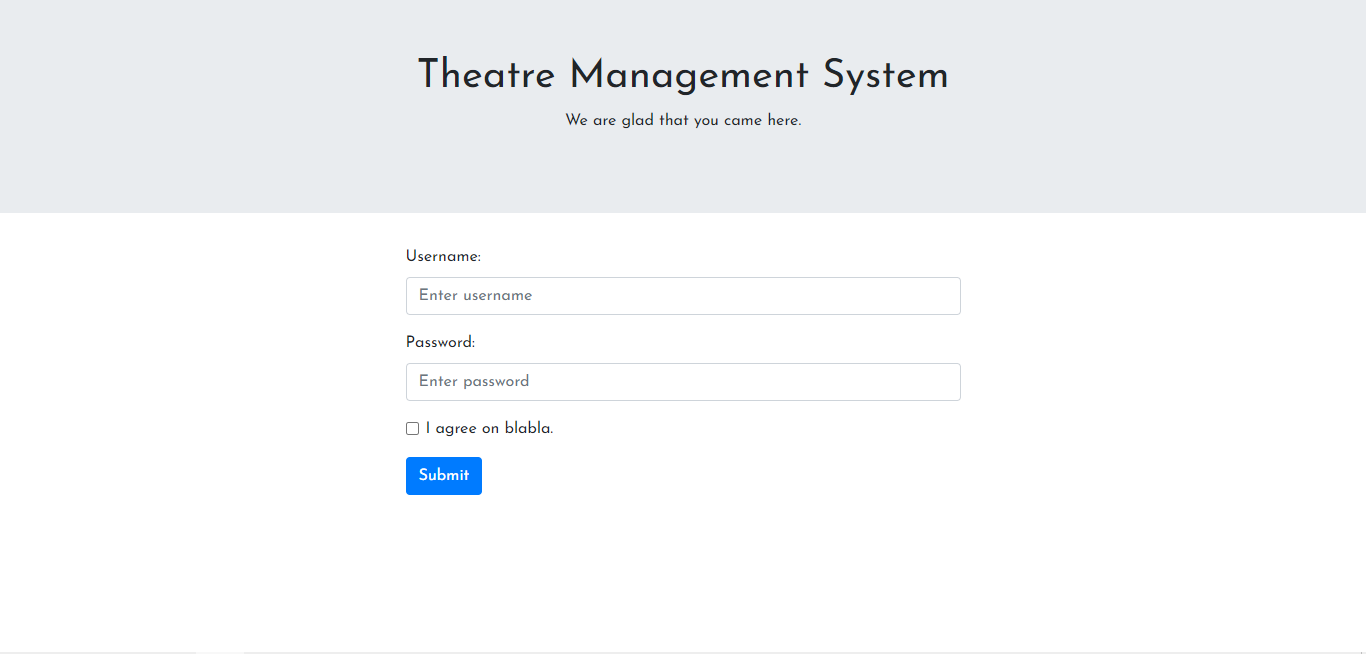 Theatre Management System
We are glad that you came here.
Username:
Enter username
Password:
Enter password
I agree on blabla.
Submit